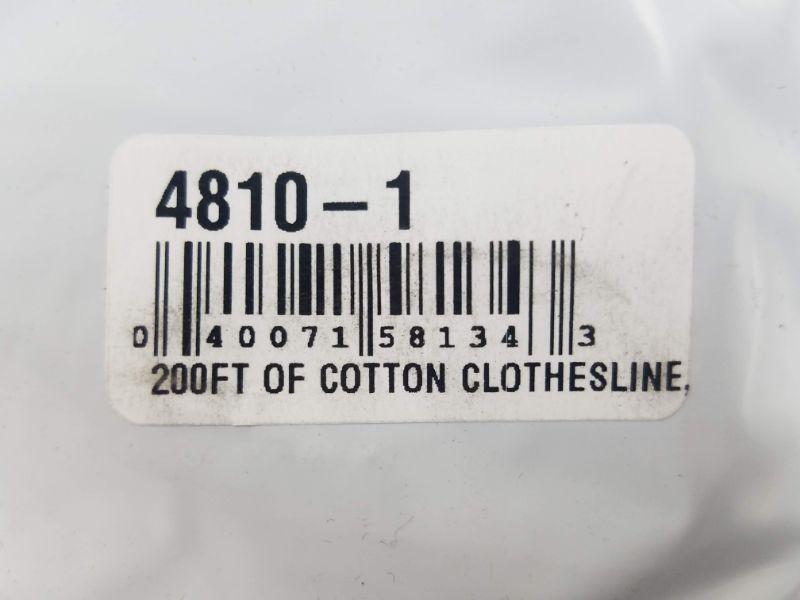 4810-1
0 40071 58134 3
200FT OF COTTON CLOTHESLINE,